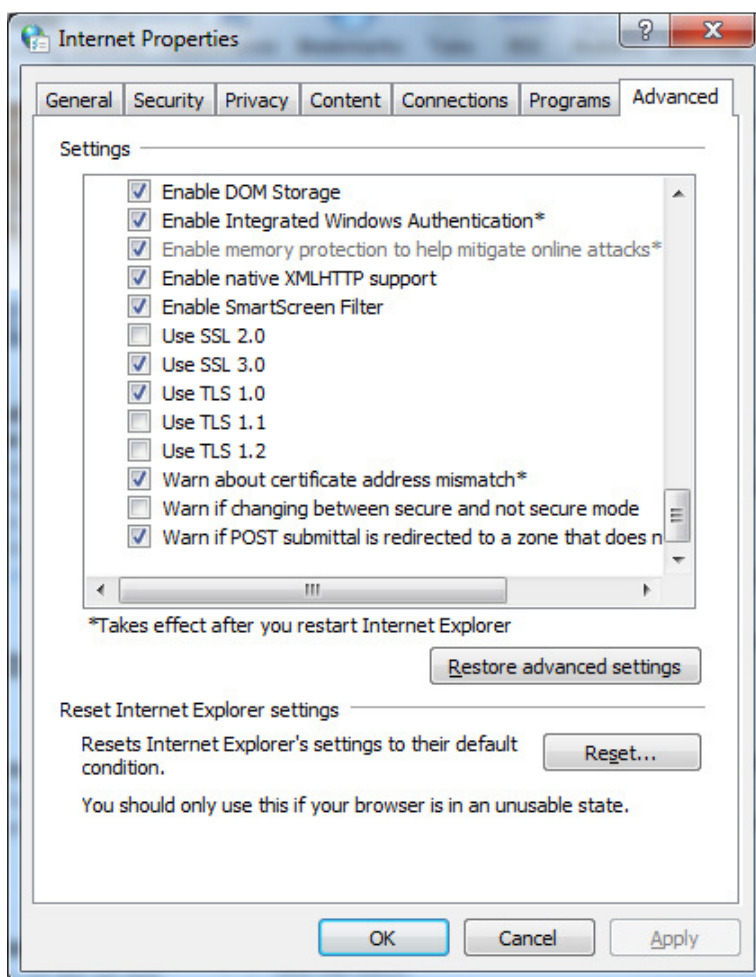 Internet Properties
General Security Privacy Content Connections Programs Advanced
Settings
Enable DOM Storage
Enable Integrated Windows Authentication*
Enable memory protection to help mitigate online attacks*
Enable native XMLHTTP support
Enable SmartScreen Filter
Use SSL 2.0
Use SSL 3.0
Use TLS 1.0
Use TLS 1.1
Use TLS 1.2
Warn about certificate address mismatch*
Warn if changing between secure and not secure mode
Warn if POST submittal is redirected to a zone that does n
*Takes effect after you restart Internet Explorer
Restore advanced settings
Reset Internet Explorer settings
Resets Internet Explorer's settings to their default
condition.
Reset...
You should only use this if your browser is in an unusable state.
OK Cancel Apply